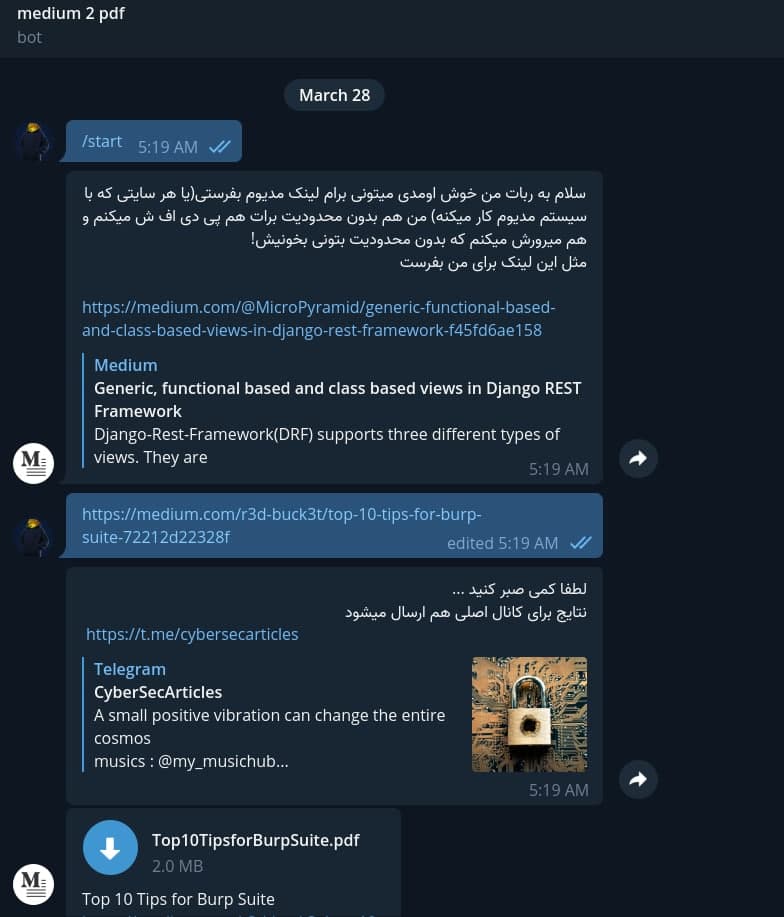 medium 2 pdf
bot
March 28
/start 5:19 AM
سلام به ربات من خوش اومدی میتونی برام لینک مدیوم بفرستی(یا هر سایتی که با
سیستم مدیوم کار میکنه) من هم بدون محدودیت برات هم پی دی اف ش میکنم و
هم میرورش میکنم که بدون محدودیت بتونی بخونیش!
مثل این لینک برای من بفرست
https://medium.com/@MicroPyramid/generic-functional-based-
and-class-based-views-in-django-rest-framework-f45fd6ae158
Medium
Generic, functional based and class based views in Django REST
Framework
Django-Rest-Framework(DRF) supports three different types of
views. They are
5:19 AM
M
https://medium.com/r3d-buck3t/top-10-tips-for-burp-
suite-72212d22328f
edited 5:19 AM
لطفا کمی صبر کنید ...
نتایج برای کانال اصلی هم ارسال میشود
https://t.me/cybersecarticles
Telegram
CyberSecArticles
A small positive vibration can change the entire
cosmos
musics : @my_musichub...
5:19 AM
Top10TipsforBurpSuite.pdf
2.0 MB
M
Top 10 Tips for Burp Suite